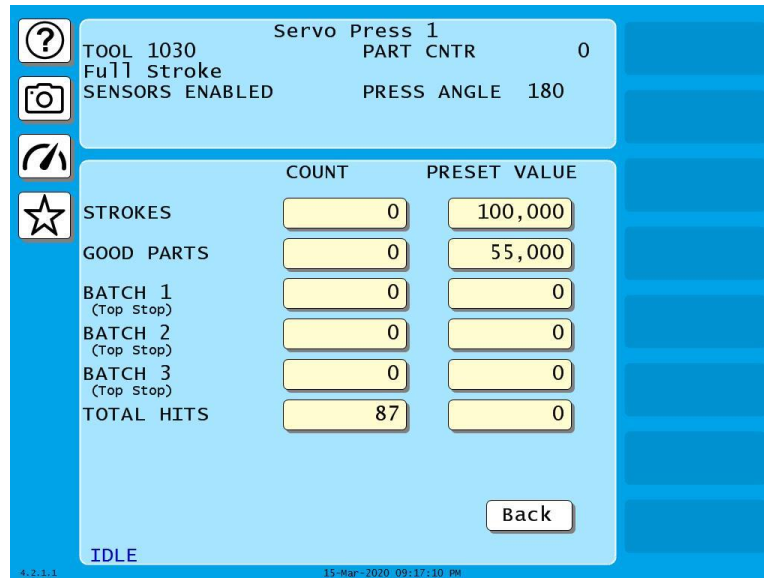 Servo Press 1
TOOL 1030 PART CNTR 0
Full Stroke
SENSORS ENABLED PRESS ANGLE 180
COUNT PRESET VALUE
STROKES 0 100,000
GOOD PARTS 0 55,000
BATCH 1 0 0
(Top Stop)
BATCH 2 0 0
(Top Stop)
BATCH 3 0 0
(Top Stop)
TOTAL HITS 87 0
Back
IDLE
4.2.1.1 15-Mar-2020 09:17:10 PM